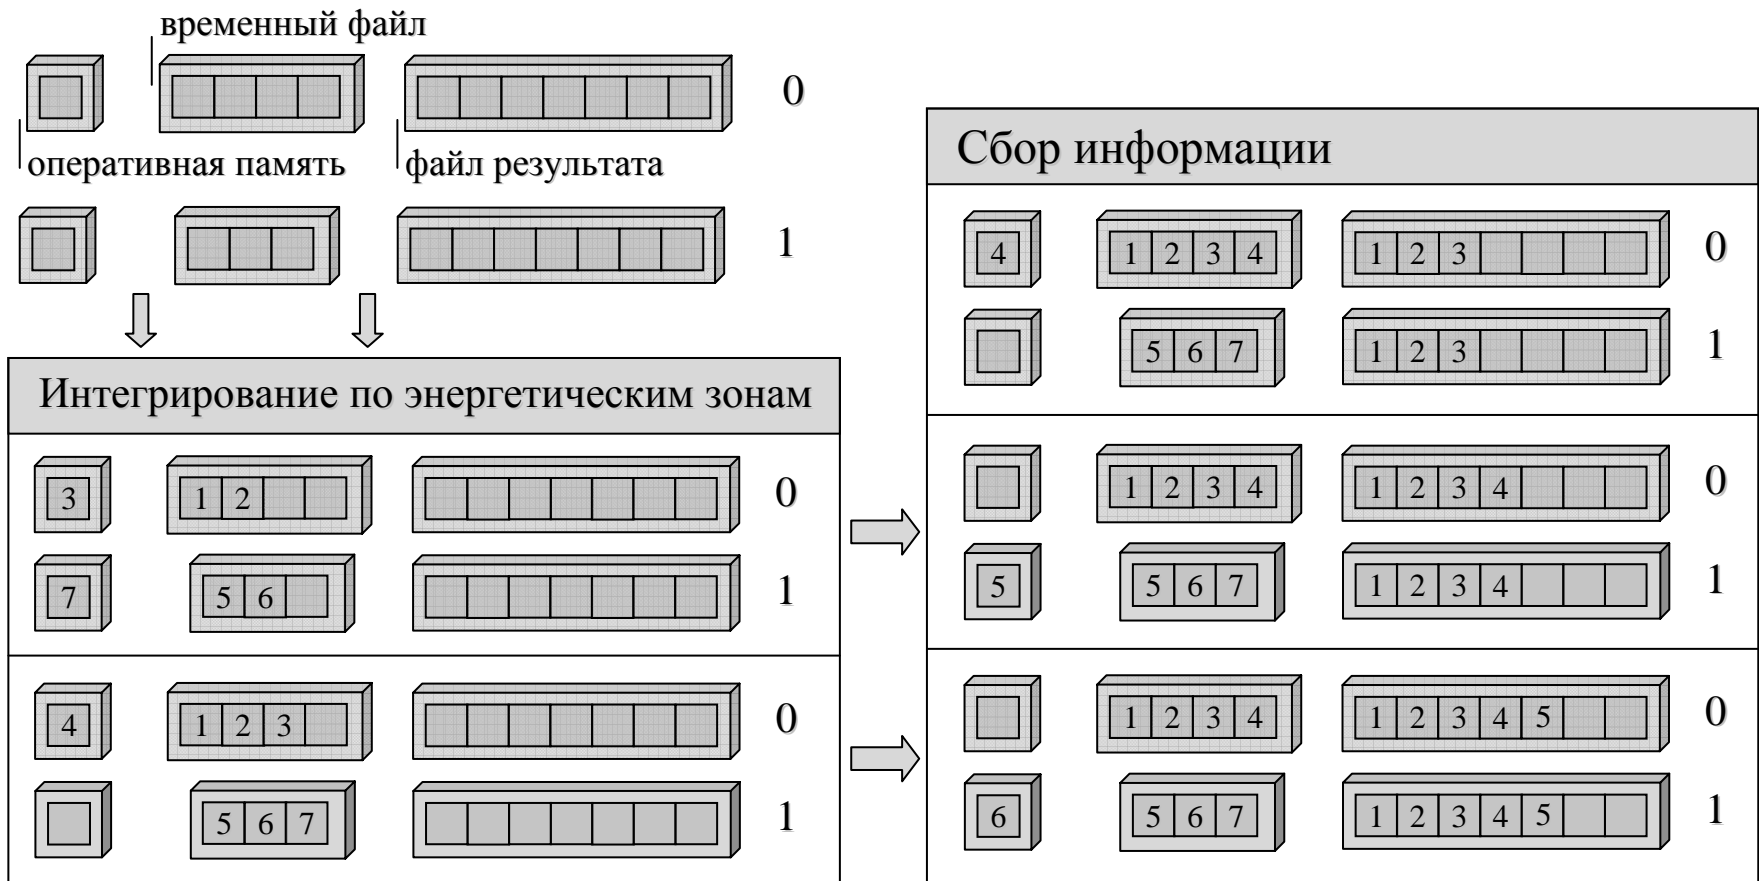 временный файл
0
оперативная память
файл результата
1
Интегрирование по энергетическим зонам
3 1 2 0
7 5 6 1
4 1 2 3 0
5 6 7 1
Сбор информации
4 1 2 3 4 1 2 3 0
5 6 7 1 2 3 1
1 2 3 4 1 2 3 4 0
5 5 6 7 1 2 3 4 1
1 2 3 4 1 2 3 4 5 0
6 5 6 7 1 2 3 4 5 1